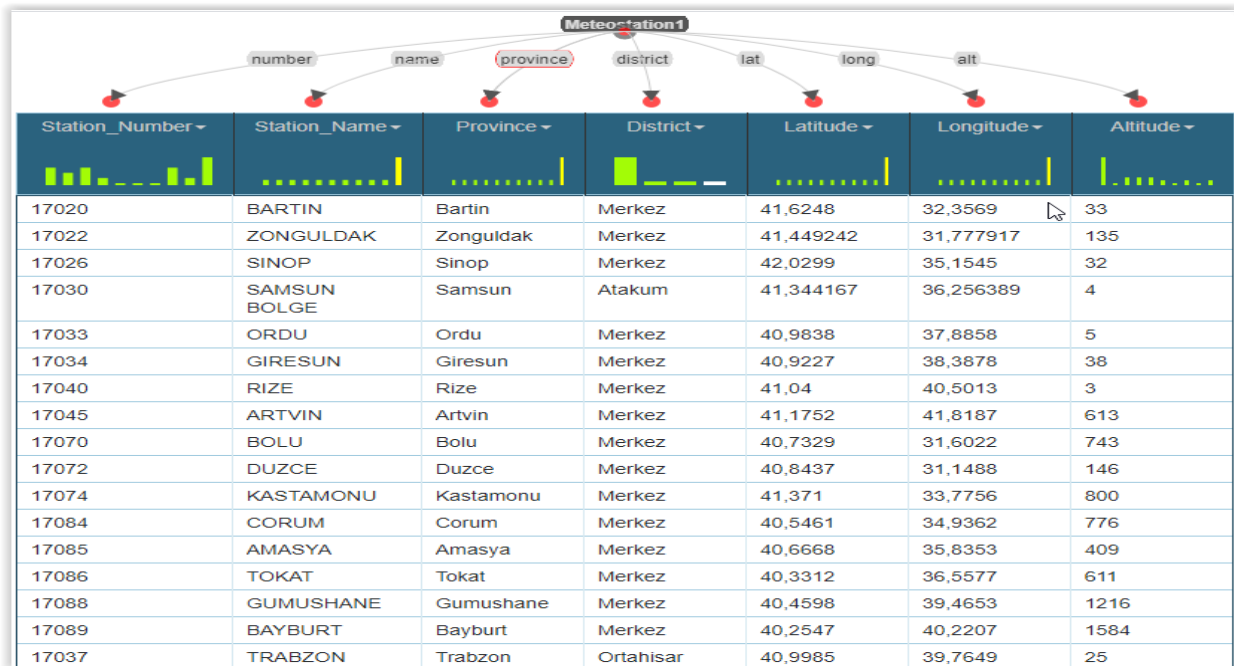 Meteostation1
number name province district lat long alt
Station_Number Station_Name Province District Latitude Longitude Altitude
17020 BARTIN Bartin Merkez 41,6248 32,3569 33
17022 ZONGULDAK Zonguldak Merkez 41,449242 31,777917 135
17026 SINOP Sinop Merkez 42,0299 35,1545 32
17030 SAMSUN Samsun Atakum 41,344167 36,256389 4
BOLGE
17033 ORDU Ordu Merkez 40,9838 37,8858 5
17034 GIRESUN Giresun Merkez 40,9227 38,3878 38
17040 RIZE Rize Merkez 41,04 40,5013 3
17045 ARTVIN Artvin Merkez 41,1752 41,8187 613
17070 BOLU Bolu Merkez 40,7329 31,6022 743
17072 DUZCE Duzce Merkez 40,8437 31,1488 146
17074 KASTAMONU Kastamonu Merkez 41,371 33,7756 800
17084 CORUM Corum Merkez 40,5461 34,9362 776
17085 AMASYA Amasya Merkez 40,6668 35,8353 409
17086 TOKAT Tokat Merkez 40,3312 36,5577 611
17088 GUMUSHANE Gumushane Merkez 40,4598 39,4653 1216
17089 BAYBURT Bayburt Merkez 40,2547 40,2207 1584
17037 TRABZON Trabzon Ortahisar 40,9985 39,7649 25